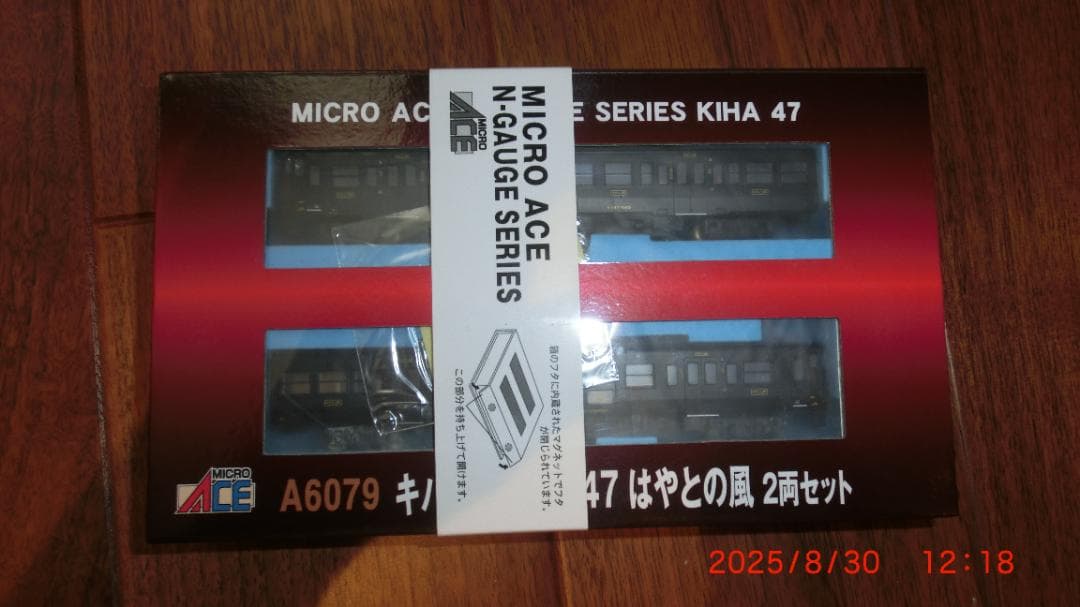 MICRO AC
E SERIES KIHA 47
MICRO ACE
N-GAUGE SERIES
MICRO
ACE
箱のフタに内蔵されたマグネットでフタ
が閉じられています。
この部分を持ち上げて開けます。
MICRO
ACE
A6079 キハ
47 はやとの風 2両セット
2025/8/30 12:18